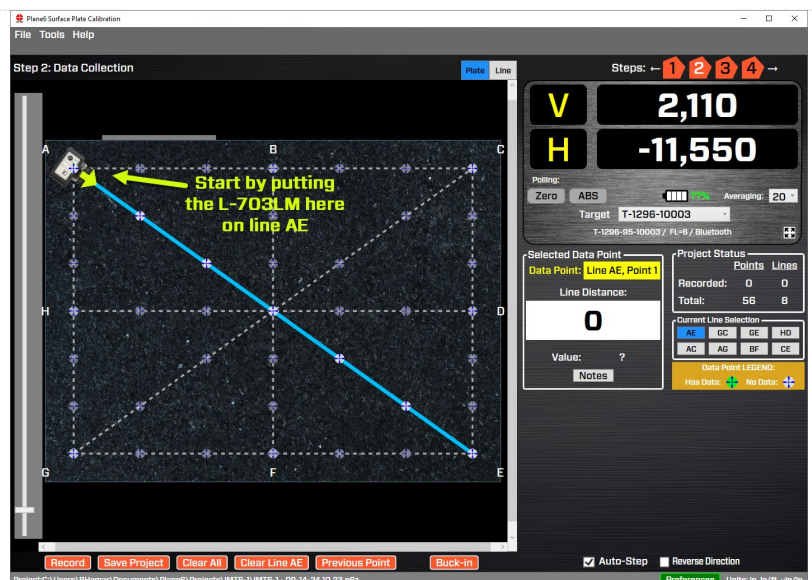 Plane6 Surface Plate Calibration
File Tools Help
Step 2: Data Collection
Plate Line
Steps: ← 1 2 3 4 →
V 2,110
H -11,550
Polling:
Zero ABS
??% Averaging: 20
Target T-1296-10003
T-1296-95-10003 / FL=6 / Bluetooth
A B C
Start by putting
the L-703LM here
on line AE
H D
G F E
Selected Data Point
Data Point: Line AE, Point 1
Line Distance:
0
Value: ?
Notes
Project Status
Points Lines
Recorded: 0 0
Total: 56 8
Current Line Selection
AE GC GE HD
AC AG BF CE
Data Point LEGEND:
Has Data: No Data:
Record Save Project Clear All Clear Line AE Previous Point Buck-in
Auto-Step Reverse Direction
Preferences